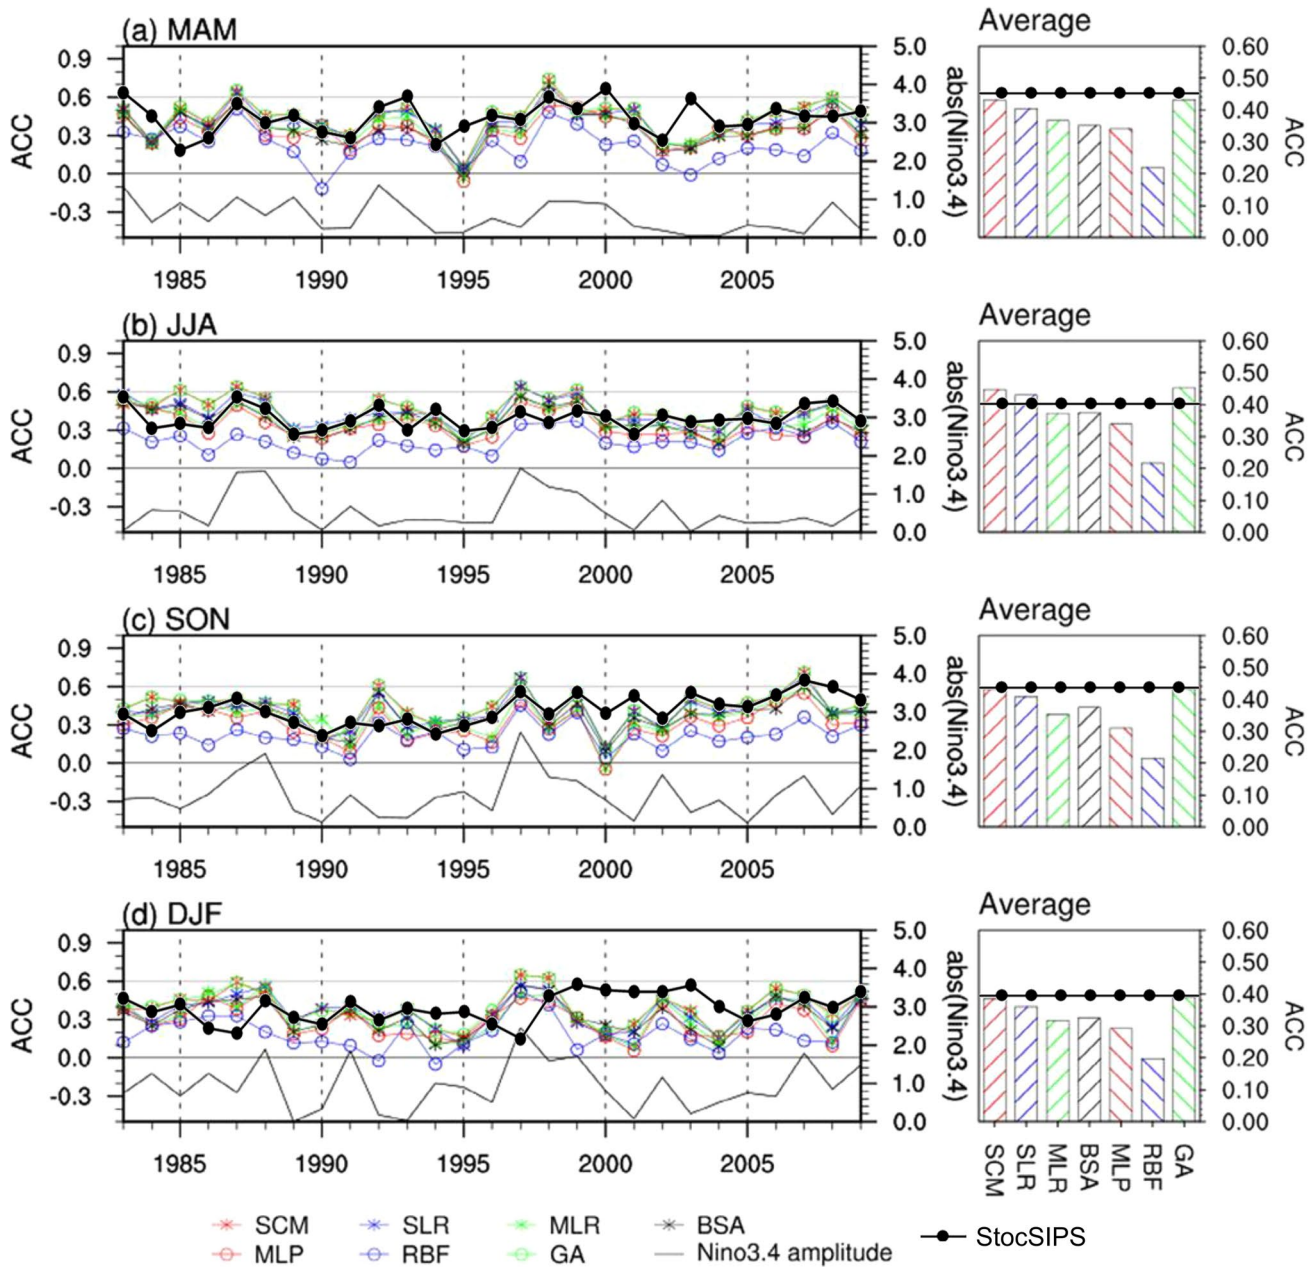 (a) MAM
Average
ACC
0.9
0.6
0.3
0.0
-0.3
5.0
4.0
3.0
2.0
1.0
0.0
abs(Nino3.4)
0.60
0.50
0.40
0.30
0.20
0.10
0.00
ACC
1985 1990 1995 2000 2005
(b) JJA
Average
ACC
0.9
0.6
0.3
0.0
-0.3
5.0
4.0
3.0
2.0
1.0
0.0
abs(Nino3.4)
0.60
0.50
0.40
0.30
0.20
0.10
0.00
ACC
1985 1990 1995 2000 2005
(c) SON
Average
ACC
0.9
0.6
0.3
0.0
-0.3
5.0
4.0
3.0
2.0
1.0
0.0
abs(Nino3.4)
0.60
0.50
0.40
0.30
0.20
0.10
0.00
ACC
1985 1990 1995 2000 2005
(d) DJF
Average
ACC
0.9
0.6
0.3
0.0
-0.3
5.0
4.0
3.0
2.0
1.0
0.0
abs(Nino3.4)
0.60
0.50
0.40
0.30
0.20
0.10
0.00
ACC
1985 1990 1995 2000 2005
SCM SLR MLR BSA MLP RBF GA
SCM SLR MLR BSA
MLP RBF GA Nino3.4 amplitude
StocSIPS